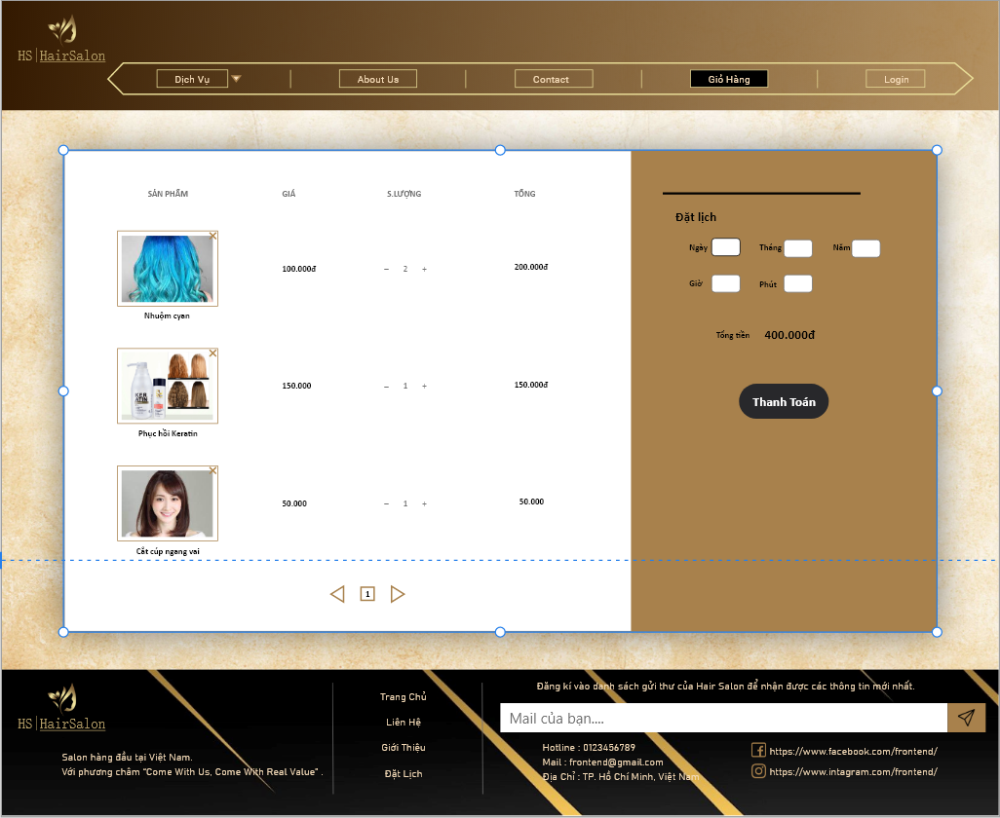 HS|HairSalon
Dịch Vụ
About Us
Contact
Giỏ Hàng
Login
SẢN PHẨM GIÁ S.LƯỢNG TỔNG
100.000đ – 2 + 200.000đ
Nhuộm cyan
KERATIN
150.000 – 1 + 150.000đ
Phục hồi Keratin
50.000 – 1 + 50.000
Cắt cúp ngang vai
1
Đặt lịch
Ngày Tháng Năm
Giờ Phút
Tổng tiền 400.000đ
Thanh Toán
HS|HairSalon
Salon hàng đầu tại Việt Nam.
Với phương châm “Come With Us, Come With Real Value” .
Trang Chủ
Liên Hệ
Giới Thiệu
Đặt Lịch
Đăng kí vào danh sách gửi thư của Hair Salon để nhận được các thông tin mới nhất.
Mail của bạn....
Hotline : 0123456789
Mail : frontend@gmail.com
Địa Chỉ : TP. Hồ Chí Minh, Việt Nam
https://www.facebook.com/frontend/
https://www.intagram.com/frontend/